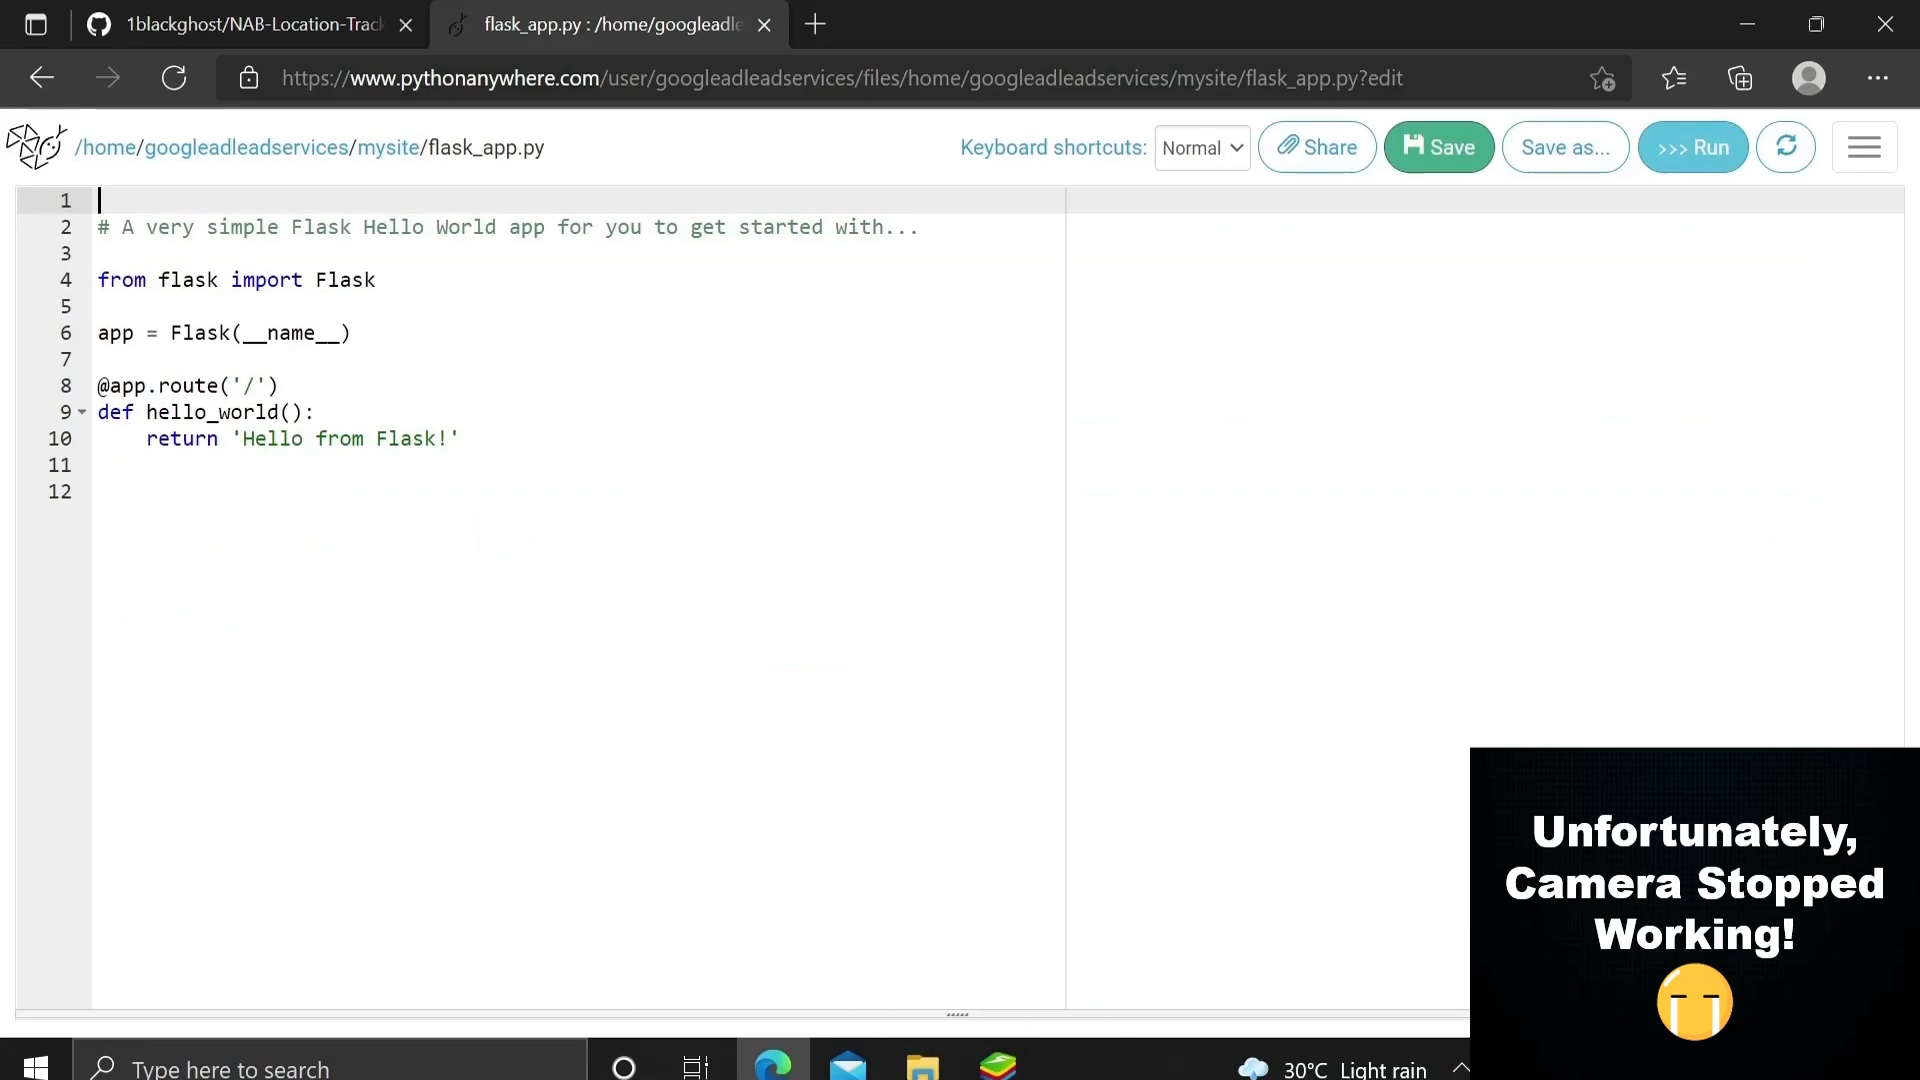 1blackghost/NAB-Location-Track
flask_app.py : /home/googleadle
https://www.pythonanywhere.com/user/googleadleadservices/files/home/googleadleadservices/mysite/flask_app.py?edit
/home/googleadleadservices/mysite/flask_app.py
Keyboard shortcuts: Normal Share Save Save as... >>> Run
1
2 # A very simple Flask Hello World app for you to get started with...
3
4 from flask import Flask
5
6 app = Flask(__name__)
7
8 @app.route('/')
9 def hello_world():
10 return 'Hello from Flask!'
11
12
Unfortunately,
Camera Stopped
Working!
Type here to search
30°C Light rain